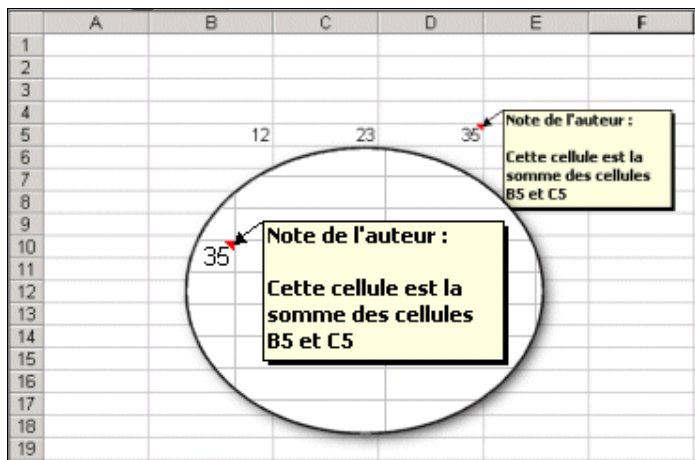 A B C D E F
1
2
3
4
Note de l'auteur :
5 12 23 35
6
Cette cellule est la
7
somme des cellules
8
B5 et C5
9
Note de l'auteur :
10
35
11
12
Cette cellule est la
13
somme des cellules
14
B5 et C5
15
16
17
18
19